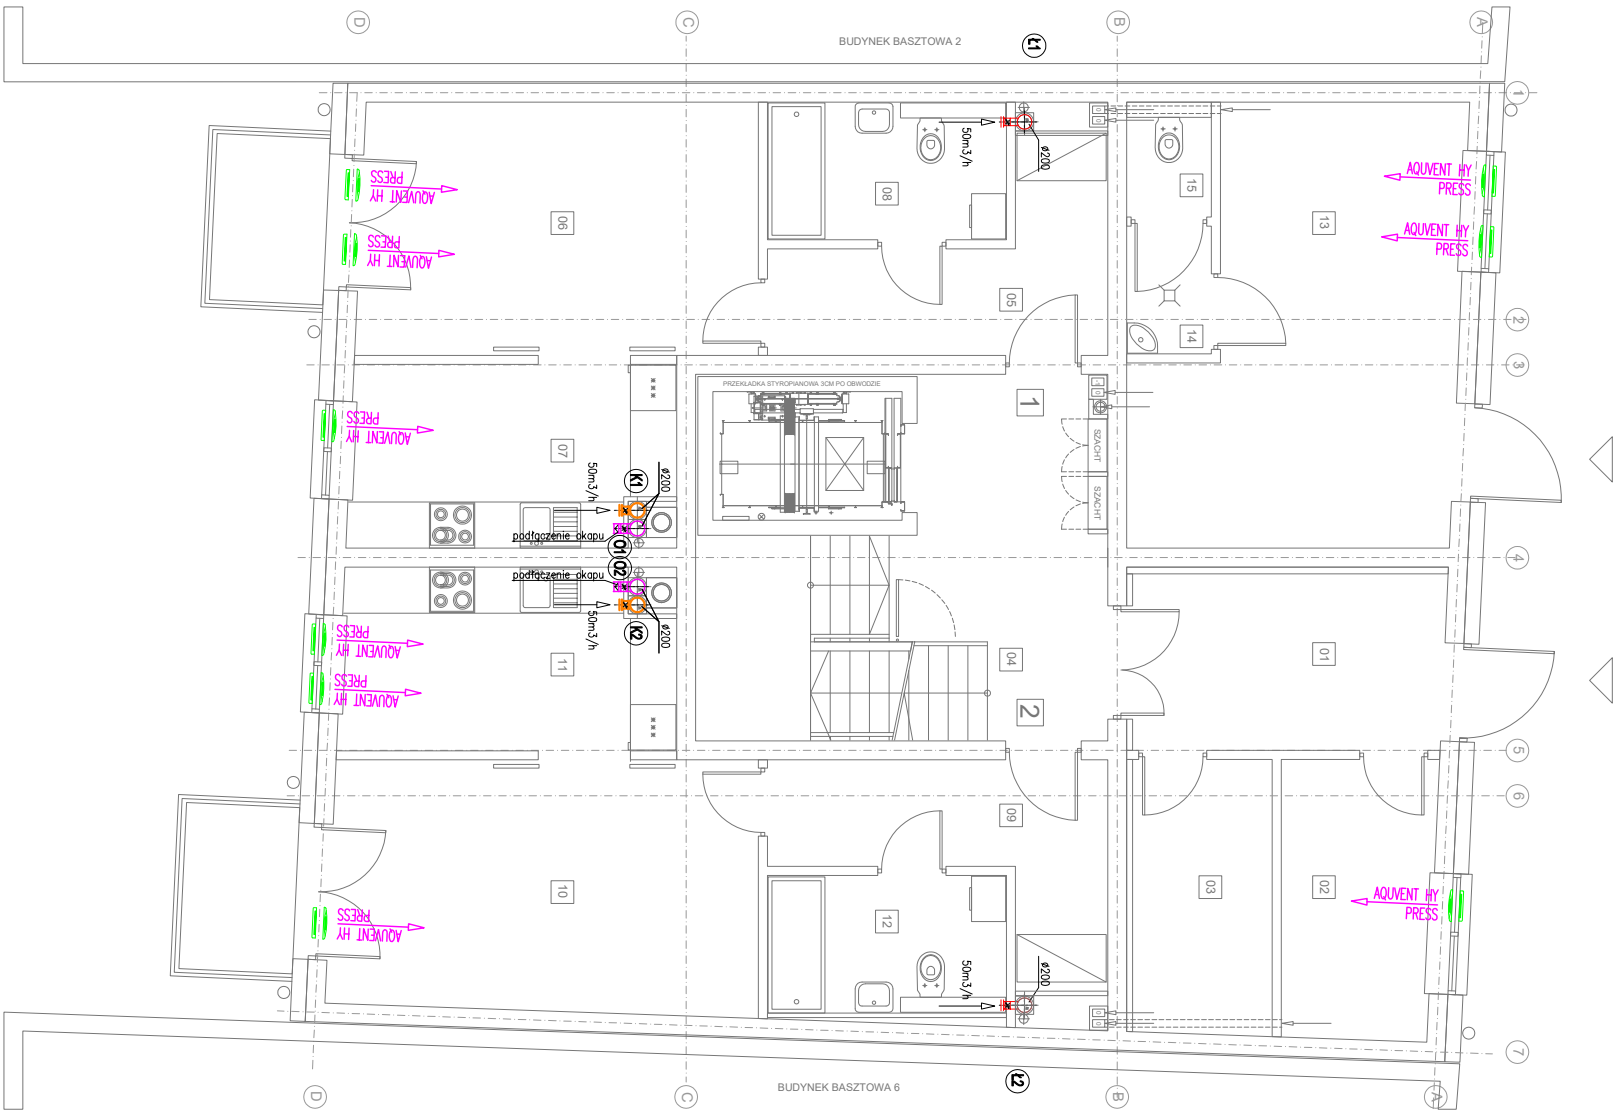 D
C
B
A
BUDYNEK BASZTOWA 2
Ł1
1
50m3/h
ø200
AQUVENT HY
PRESS
AQUVENT HY
PRESS
AQUVENT HY
PRESS
AQUVENT HY
PRESS
06
08
15
13
05
14
2
3
PRZEKŁADKA STYROPIANOWA 3CM PO OBWODZIE
1
SZACHT
SZACHT
AQUVENT HY
PRESS
07
50m3/h
K1
ø200
podłączenie okapu
O1
O2
4
podłączenie okapu
50m3/h
K2
ø200
AQUVENT HY
PRESS
AQUVENT HY
PRESS
11
04
01
2
5
6
09
10
12
03
02
AQUVENT HY
PRESS
AQUVENT HY
PRESS
50m3/h
ø200
7
Ł2
BUDYNEK BASZTOWA 6
D
C
B
A